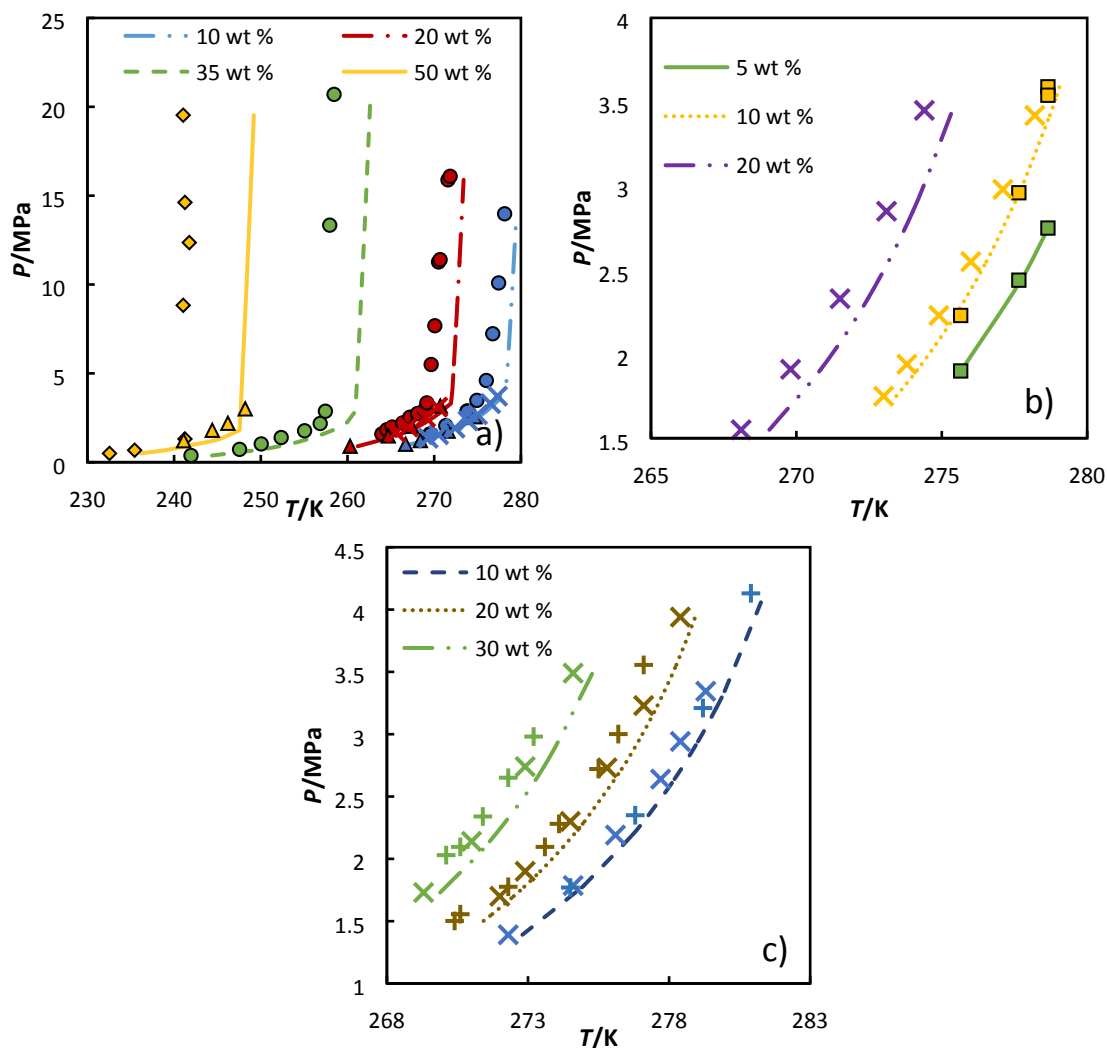 25
20
15
10
5
0
230
240
250
260
270
280
P/MPa
T/K
10 wt %
20 wt %
35 wt %
50 wt %
a)
4
3.5
3
2.5
2
1.5
265
270
275
280
P/MPa
T/K
5 wt %
10 wt %
20 wt %
b)
4.5
4
3.5
3
2.5
2
1.5
1
268
273
278
283
P/MPa
T/K
10 wt %
20 wt %
30 wt %
c)